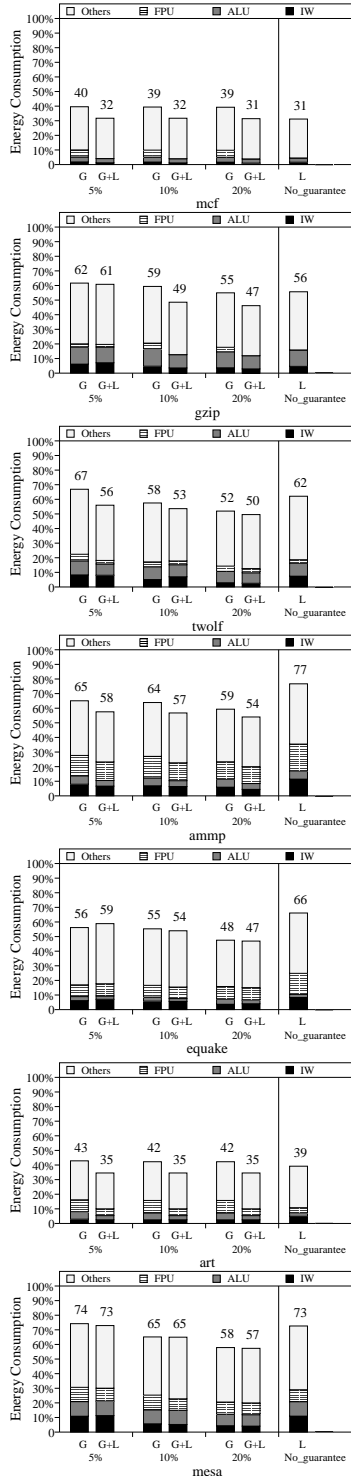 Others FPU ALU IW
100%
90%
80%
70%
60%
50%
40%
30%
20%
10%
0
Energy Consumption
40 32 39 32 39 31 31
G G+L G G+L G G+L L
5% 10% 20% No_guarantee
mcf
Others FPU ALU IW
100%
90%
80%
70%
60%
50%
40%
30%
20%
10%
0
Energy Consumption
62 61 59 49 55 47 56
G G+L G G+L G G+L L
5% 10% 20% No_guarantee
gzip
Others FPU ALU IW
100%
90%
80%
70%
60%
50%
40%
30%
20%
10%
0
Energy Consumption
67 56 58 53 52 50 62
G G+L G G+L G G+L L
5% 10% 20% No_guarantee
twolf
Others FPU ALU IW
100%
90%
80%
70%
60%
50%
40%
30%
20%
10%
0
Energy Consumption
65 58 64 57 59 54 77
G G+L G G+L G G+L L
5% 10% 20% No_guarantee
ammp
Others FPU ALU IW
100%
90%
80%
70%
60%
50%
40%
30%
20%
10%
0
Energy Consumption
56 59 55 54 48 47 66
G G+L G G+L G G+L L
5% 10% 20% No_guarantee
equake
Others FPU ALU IW
100%
90%
80%
70%
60%
50%
40%
30%
20%
10%
0
Energy Consumption
43 35 42 35 42 35 39
G G+L G G+L G G+L L
5% 10% 20% No_guarantee
art
Others FPU ALU IW
100%
90%
80%
70%
60%
50%
40%
30%
20%
10%
0
Energy Consumption
74 73 65 65 58 57 73
G G+L G G+L G G+L L
5% 10% 20% No_guarantee
mesa